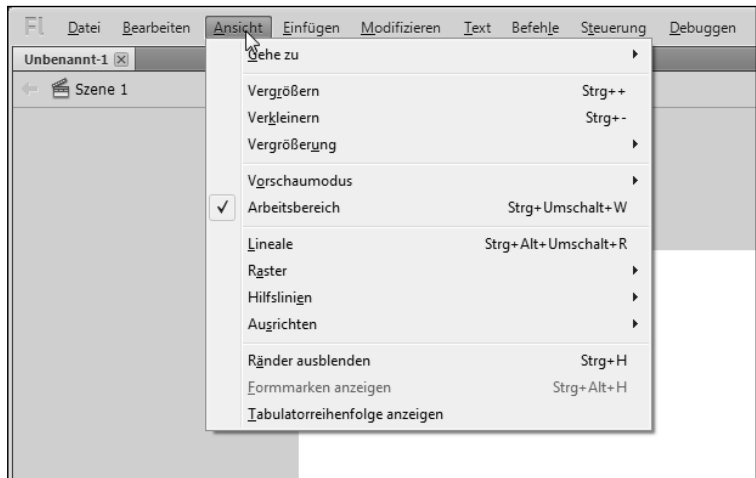 Fl Datei Bearbeiten Ansicht Einfügen Modifizieren Text Befehle Steuerung Debuggen
Unbenannt-1
Szene 1
Gehe zu
Vergrößern Strg++
Verkleinern Strg+-
Vergrößerung
Vorschaumodus
Arbeitsbereich Strg+Umschalt+W
Lineale Strg+Alt+Umschalt+R
Raster
Hilfslinien
Ausrichten
Ränder ausblenden Strg+H
Formmarken anzeigen Strg+Alt+H
Tabulatorreihenfolge anzeigen